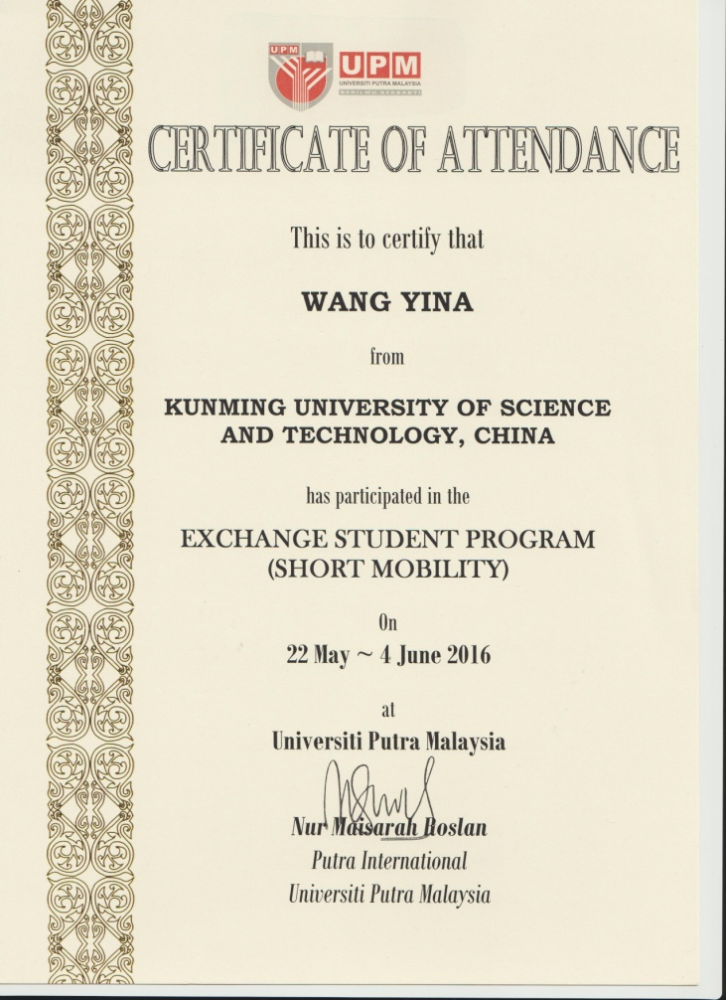 UPM
UPM
UNIVERSITI PUTRA MALAYSIA
BERILMU BERBAKTI
CERTIFICATE OF ATTENDANCE
This is to certify that
WANG YINA
from
KUNMING UNIVERSITY OF SCIENCE
AND TECHNOLOGY, CHINA
has participated in the
EXCHANGE STUDENT PROGRAM
(SHORT MOBILITY)
On
22 May ~ 4 June 2016
at
Universiti Putra Malaysia
Nur Maisarah Roslan
Putra International
Universiti Putra Malaysia